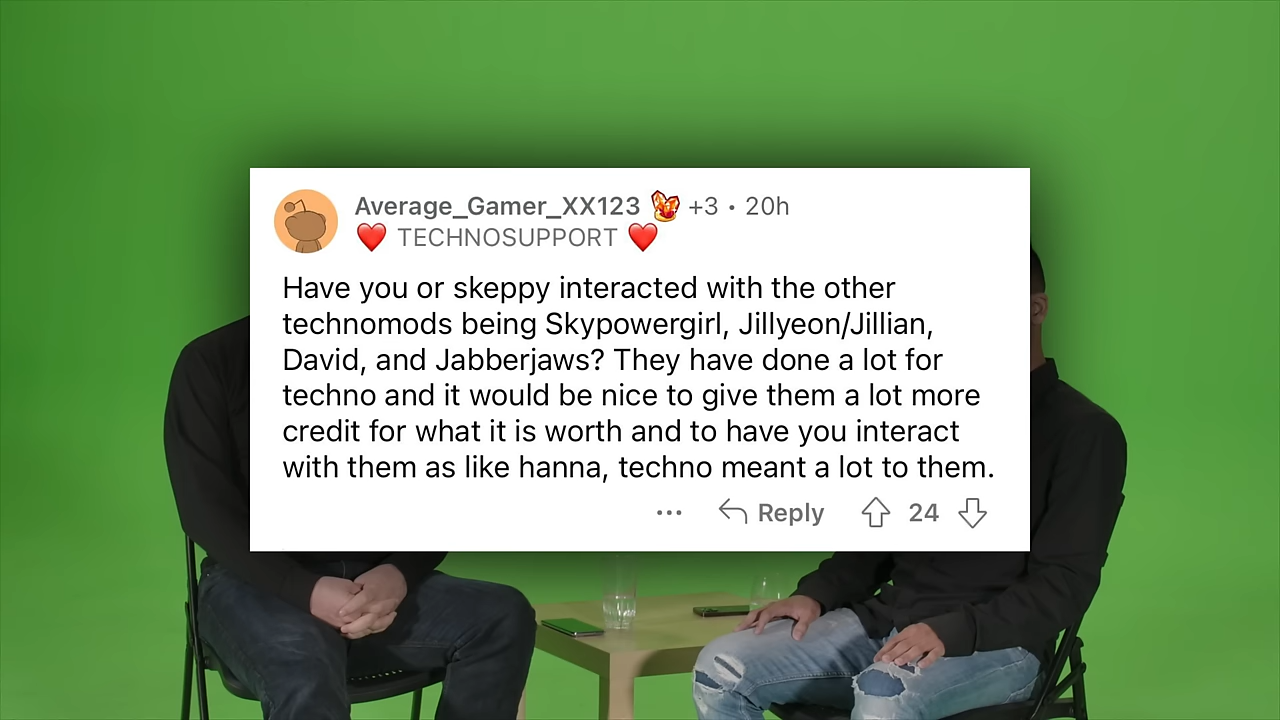 Average_Gamer_XX123 +3 • 20h
TECHNOSUPPORT
Have you or skeppy interacted with the other
technomods being Skypowergirl, Jillyeon/Jillian,
David, and Jabberjaws? They have done a lot for
techno and it would be nice to give them a lot more
credit for what it is worth and to have you interact
with them as like hanna, techno meant a lot to them.
... Reply 24